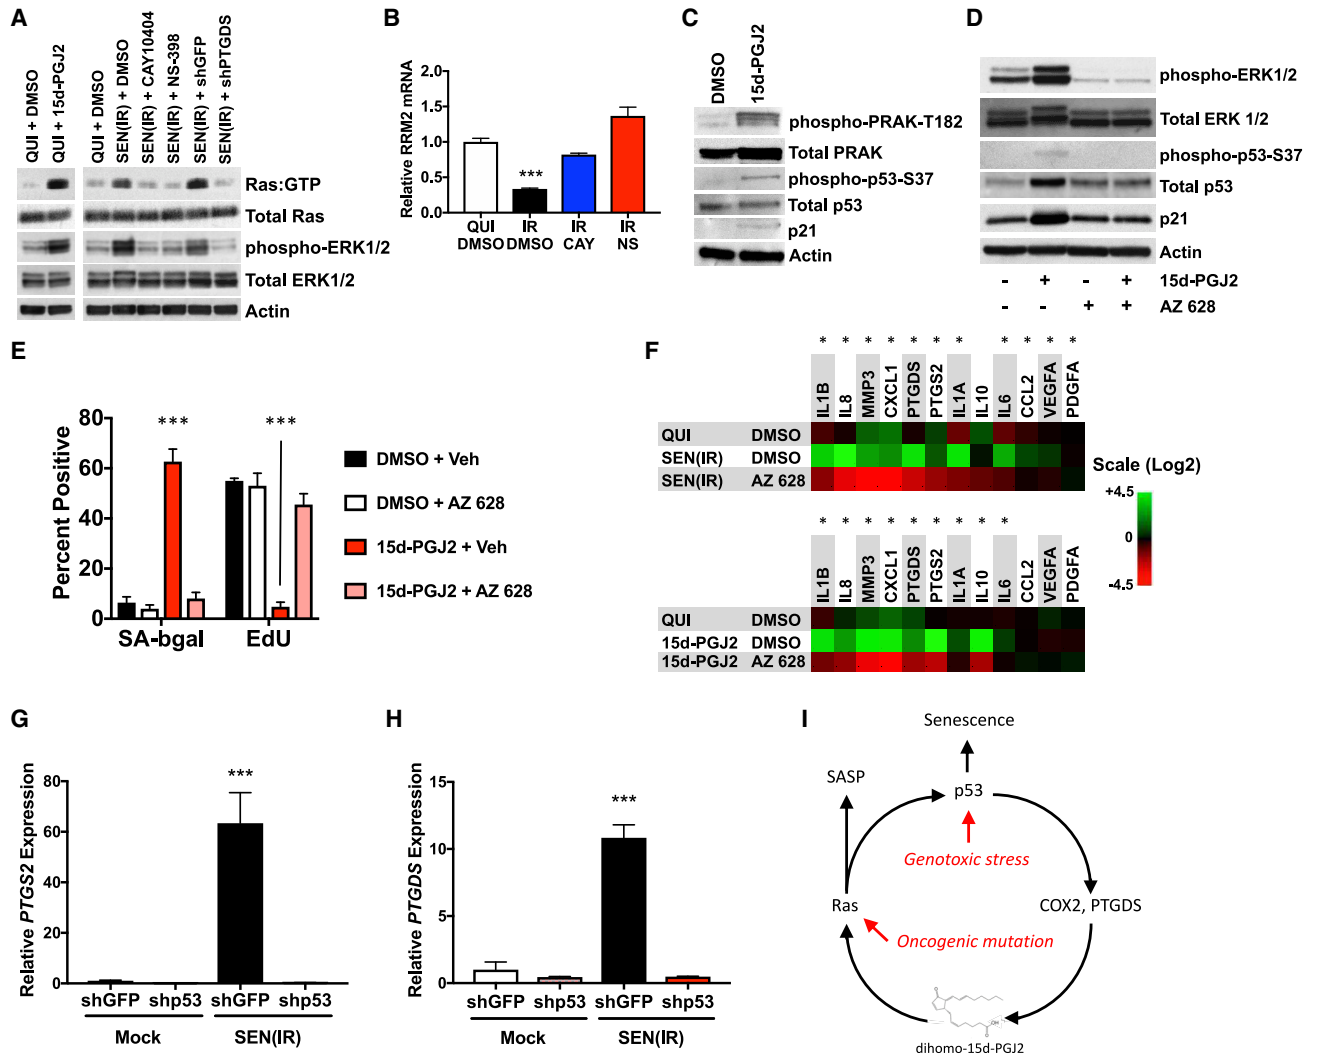 A
QUI + DMSO
QUI + 15d-PGJ2
QUI + DMSO
SEN(IR) + DMSO
SEN(IR) + CAY10404
SEN(IR) + NS-398
SEN(IR) + shGFP
SEN(IR) + shPTGDS
Ras:GTP
Total Ras
phospho-ERK1/2
Total ERK1/2
Actin
B
Relative RRM2 mRNA
2.0
1.5
1.0
0.5
0.0
***
QUI IR IR IR
DMSO DMSO CAY NS
C
DMSO
15d-PGJ2
phospho-PRAK-T182
Total PRAK
phospho-p53-S37
Total p53
p21
Actin
D
phospho-ERK1/2
Total ERK 1/2
phospho-p53-S37
Total p53
p21
Actin
- + - + 15d-PGJ2
- - + + AZ 628
E
Percent Positive
80
60
40
20
0
*** ***
SA-bgal EdU
DMSO + Veh
DMSO + AZ 628
15d-PGJ2 + Veh
15d-PGJ2 + AZ 628
F
* * * * * * * * * * *
IL1B IL8 MMP3 CXCL1 PTGDS PTGS2 IL1A IL10 IL6 CCL2 VEGFA PDGFA
QUI DMSO
SEN(IR) DMSO
SEN(IR) AZ 628
* * * * * * * * *
IL1B IL8 MMP3 CXCL1 PTGDS PTGS2 IL1A IL10 IL6 CCL2 VEGFA PDGFA
QUI DMSO
15d-PGJ2 DMSO
15d-PGJ2 AZ 628
Scale (Log2)
+4.5
0
-4.5
G
Relative PTGS2 Expression
80
60
40
20
0
***
shGFP shp53 shGFP shp53
Mock SEN(IR)
H
Relative PTGDS Expression
15
10
5
0
***
shGFP shp53 shGFP shp53
Mock SEN(IR)
I
Senescence
SASP
p53
Genotoxic stress
Ras
COX2, PTGDS
Oncogenic mutation
O
OH
O
dihomo-15d-PGJ2